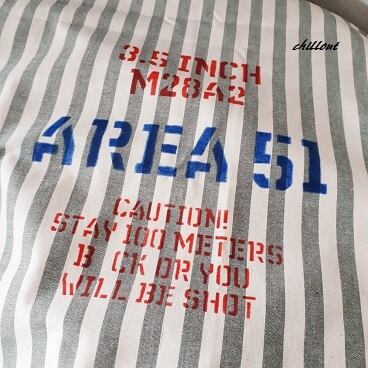 chillout
3.5 INCH
M28A2
AREA 51
CAUTION!
STAY 100 METERS
B CK OR YOU
WILL BE SHOT